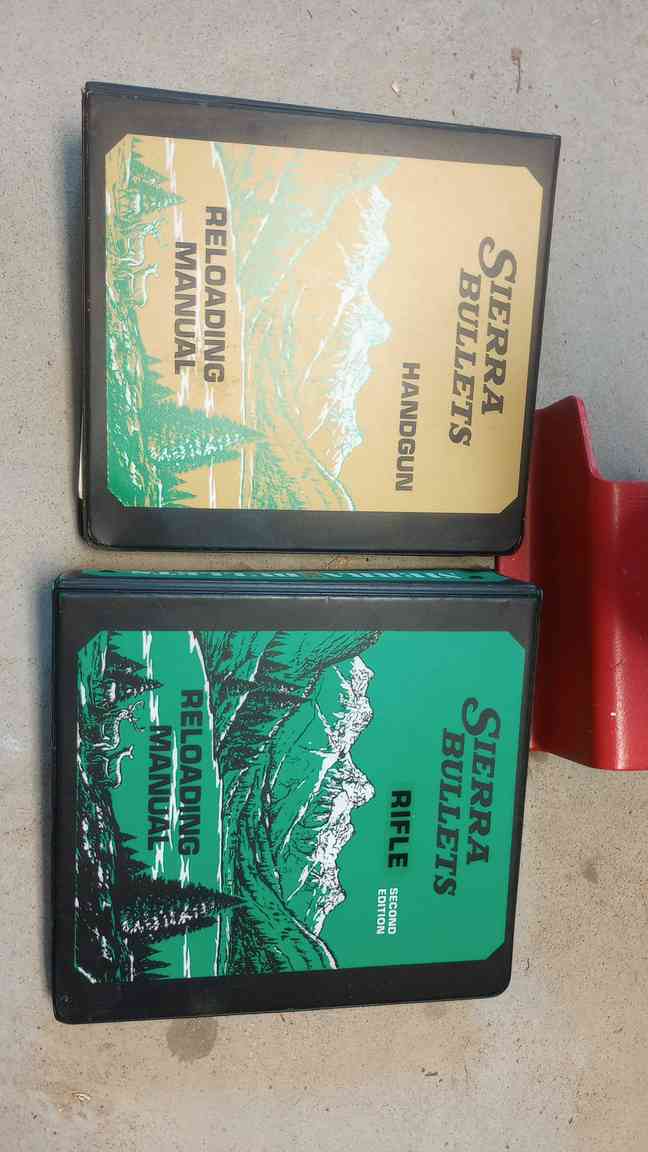 SIERRA
BULLETS
HANDGUN
RELOADING
MANUAL
SIERRA
BULLETS
RIFLE
SECOND
EDITION
RELOADING
MANUAL